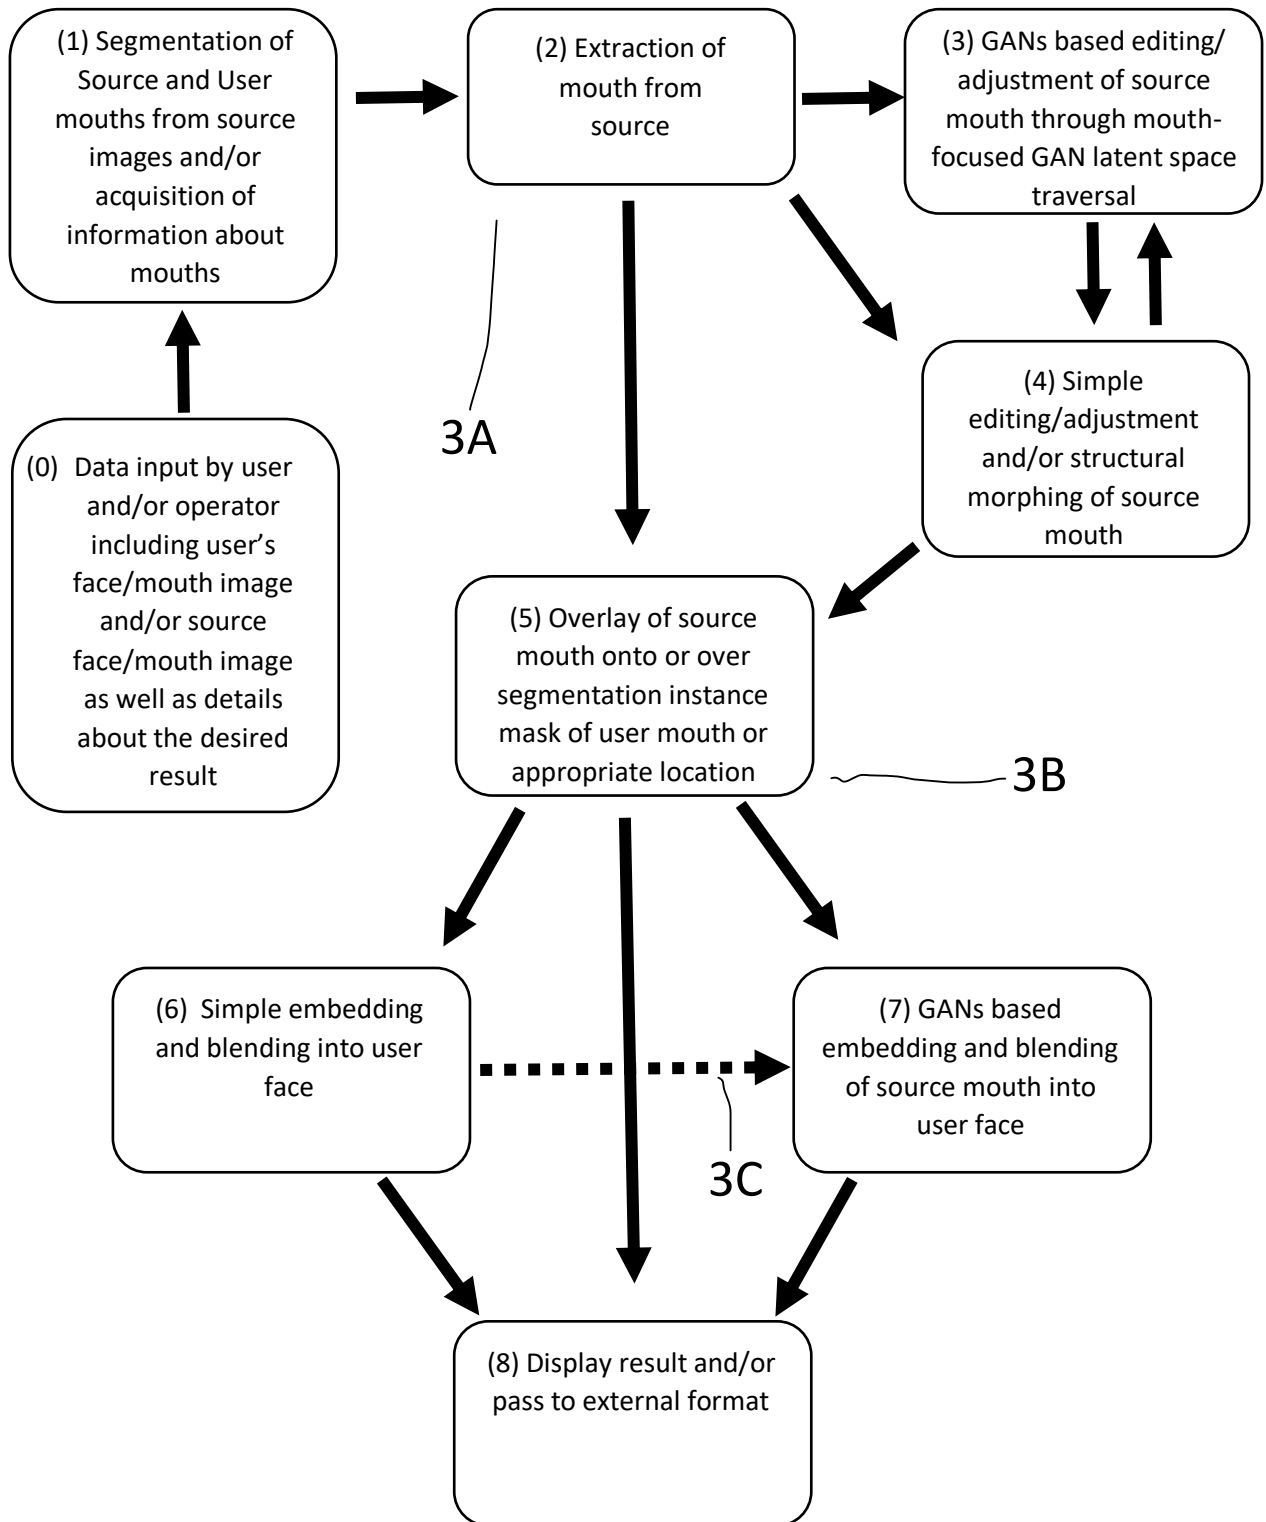 (1) Segmentation of
Source and User
mouths from source
images and/or
acquisition of
information about
mouths
(2) Extraction of
mouth from
source
(3) GANs based editing/
adjustment of source
mouth through mouth-
focused GAN latent space
traversal
3A
(4) Simple
editing/adjustment
and/or structural
morphing of source
mouth
(0) Data input by user
and/or operator
including user’s
face/mouth image
and/or source
face/mouth image
as well as details
about the desired
result
(5) Overlay of source
mouth onto or over
segmentation instance
mask of user mouth or
appropriate location
3B
(6) Simple embedding
and blending into user
face
(7) GANs based
embedding and blending
of source mouth into
user face
3C
(8) Display result and/or
pass to external format